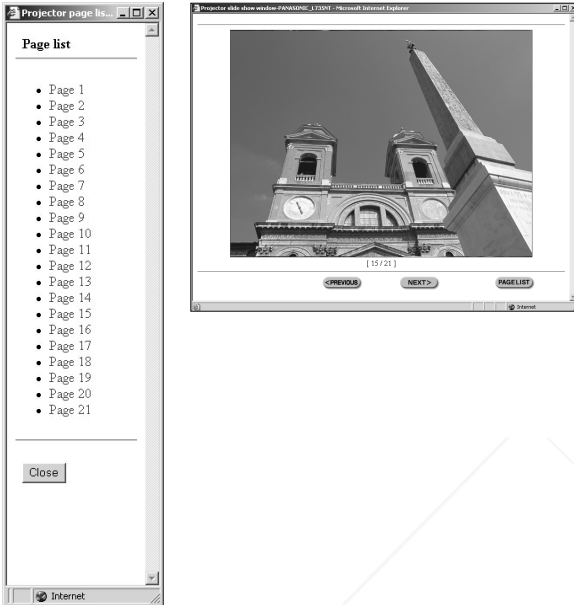 Projector page lis...
Page list
Page 1
Page 2
Page 3
Page 4
Page 5
Page 6
Page 7
Page 8
Page 9
Page 10
Page 11
Page 12
Page 13
Page 14
Page 15
Page 16
Page 17
Page 18
Page 19
Page 20
Page 21
Close
Internet
Projector slide show window-PANASONIC_L735NT - Microsoft Internet Explorer
[ 15 / 21 ]
<PREVIOUS NEXT> PAGE LIST
Internet